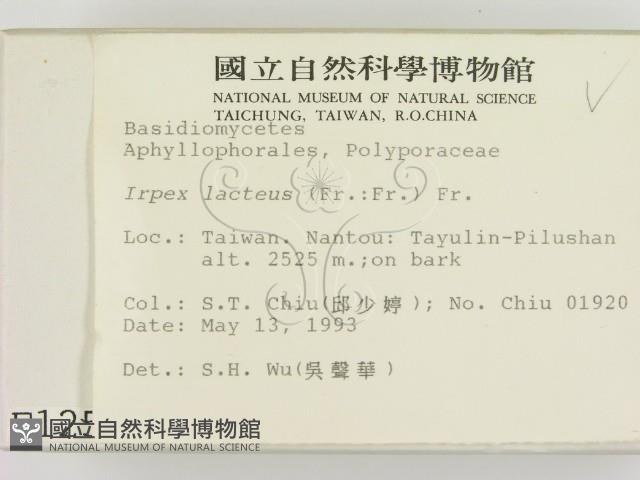 國立自然科學博物館
NATIONAL MUSEUM OF NATURAL SCIENCE
TAICHUNG, TAIWAN, R.O.CHINA
Basidiomycetes
Aphyllophorales, Polyporaceae
Irpex lacteus (Fr.:Fr.) Fr.
Loc.: Taiwan. Nantou: Tayulin-Pilushan
alt. 2525 m.;on bark
Col.: S.T. Chiu(邱少婷); No. Chiu 01920
Date: May 13, 1993
Det.: S.H. Wu(吳聲華)
國立自然科學博物館
NATIONAL MUSEUM OF NATURAL SCIENCE